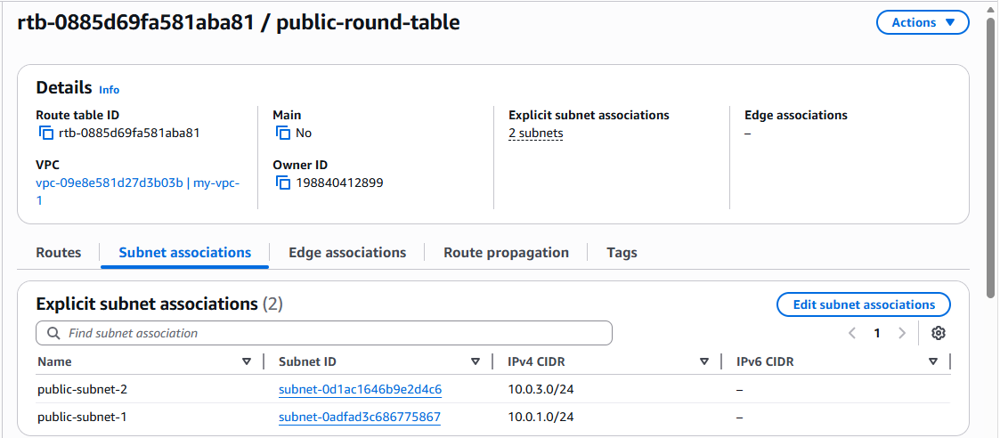 rtb-0885d69fa581aba81 / public-round-table
Actions
Details Info
Route table ID
rtb-0885d69fa581aba81
Main
No
Explicit subnet associations
2 subnets
Edge associations
–
VPC
vpc-09e8e581d27d3b03b | my-vpc-
1
Owner ID
198840412899
Routes Subnet associations Edge associations Route propagation Tags
Explicit subnet associations (2)
Edit subnet associations
Find subnet association
1
Name Subnet ID IPv4 CIDR IPv6 CIDR
public-subnet-2 subnet-0d1ac1646b9e2d4c6 10.0.3.0/24 –
public-subnet-1 subnet-0adfad3c686775867 10.0.1.0/24 –